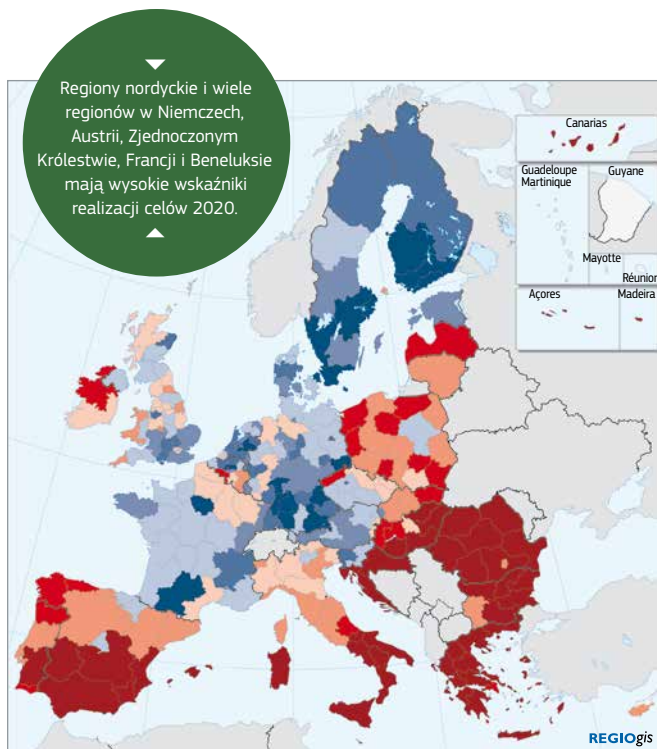 Regiony nordyckie i wiele
regionów w Niemczech,
Austrii, Zjednoczonym
Królestwie, Francji i Beneluksie
mają wysokie wskaźniki
realizacji celów 2020.
Canarias
Guadeloupe
Martinique
Guyane
Mayotte
Réunion
Açores
Madeira
REGIOgis